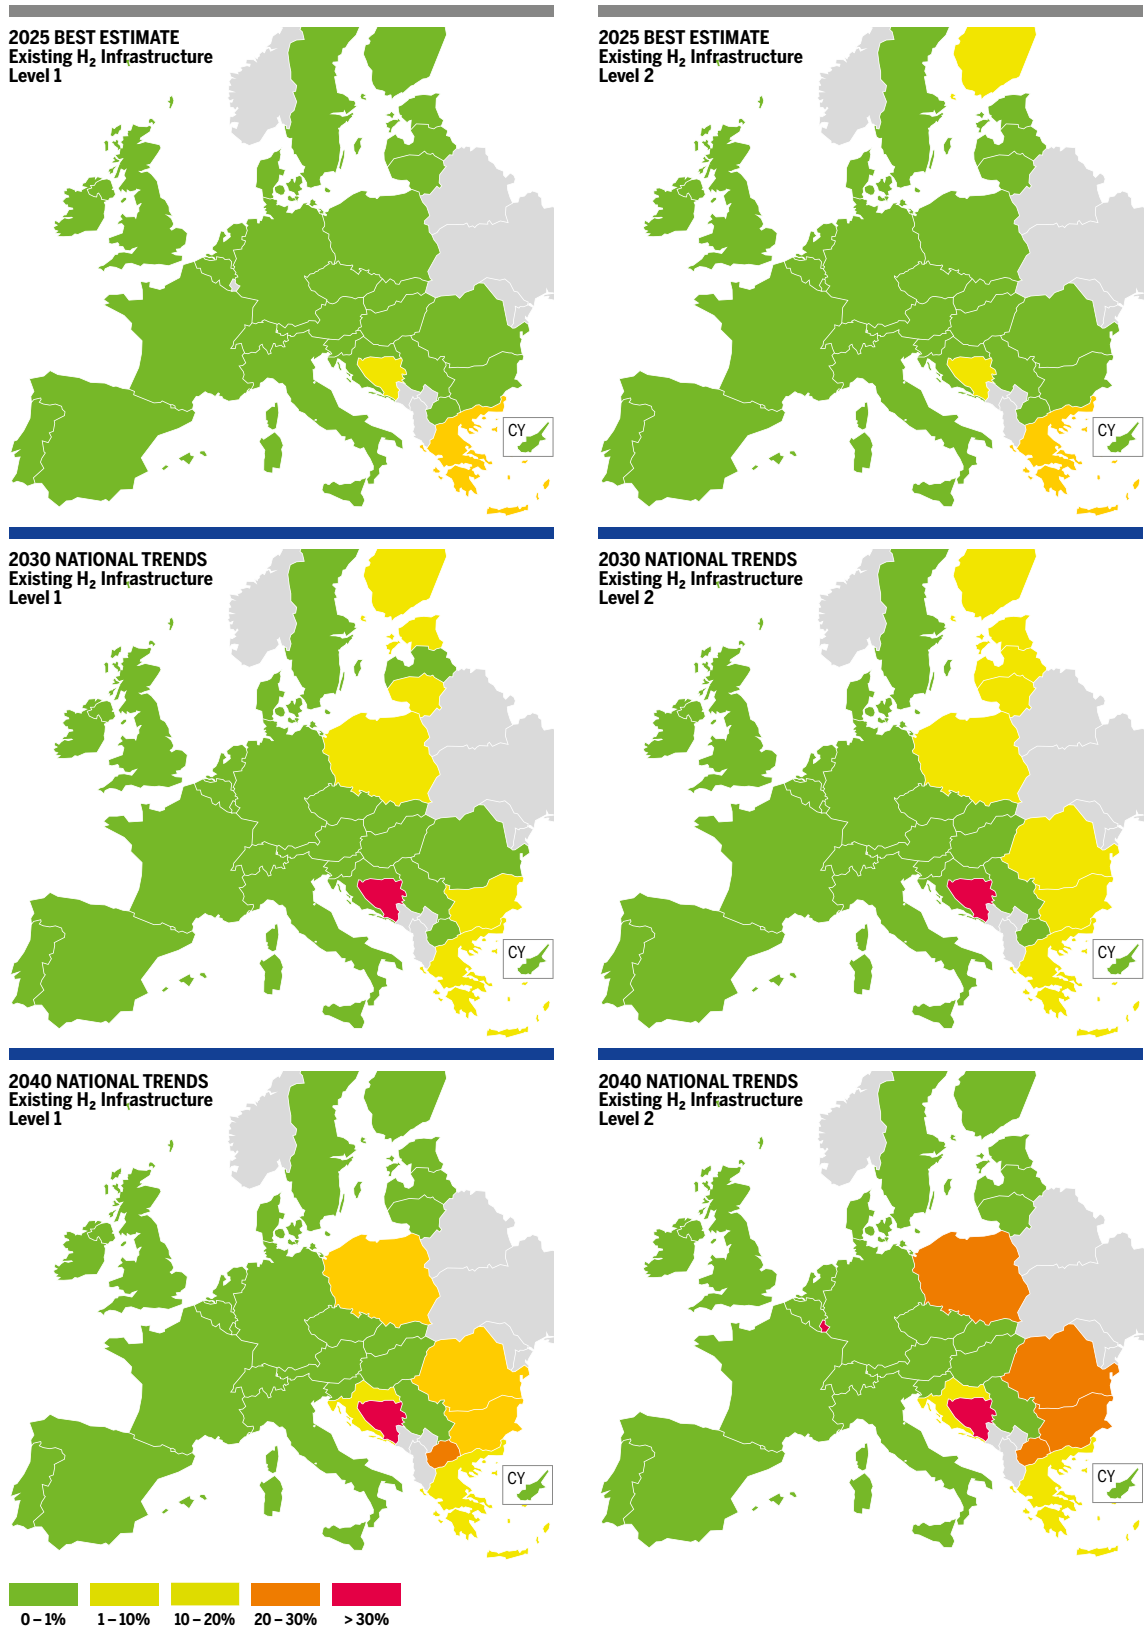 2025 BEST ESTIMATE
Existing H₂ Infrastructure
Level 1
CY
2025 BEST ESTIMATE
Existing H₂ Infrastructure
Level 2
CY
2030 NATIONAL TRENDS
Existing H₂ Infrastructure
Level 1
CY
2030 NATIONAL TRENDS
Existing H₂ Infrastructure
Level 2
CY
2040 NATIONAL TRENDS
Existing H₂ Infrastructure
Level 1
CY
2040 NATIONAL TRENDS
Existing H₂ Infrastructure
Level 2
CY
0 – 1% 1 – 10% 10 – 20% 20 – 30% > 30%